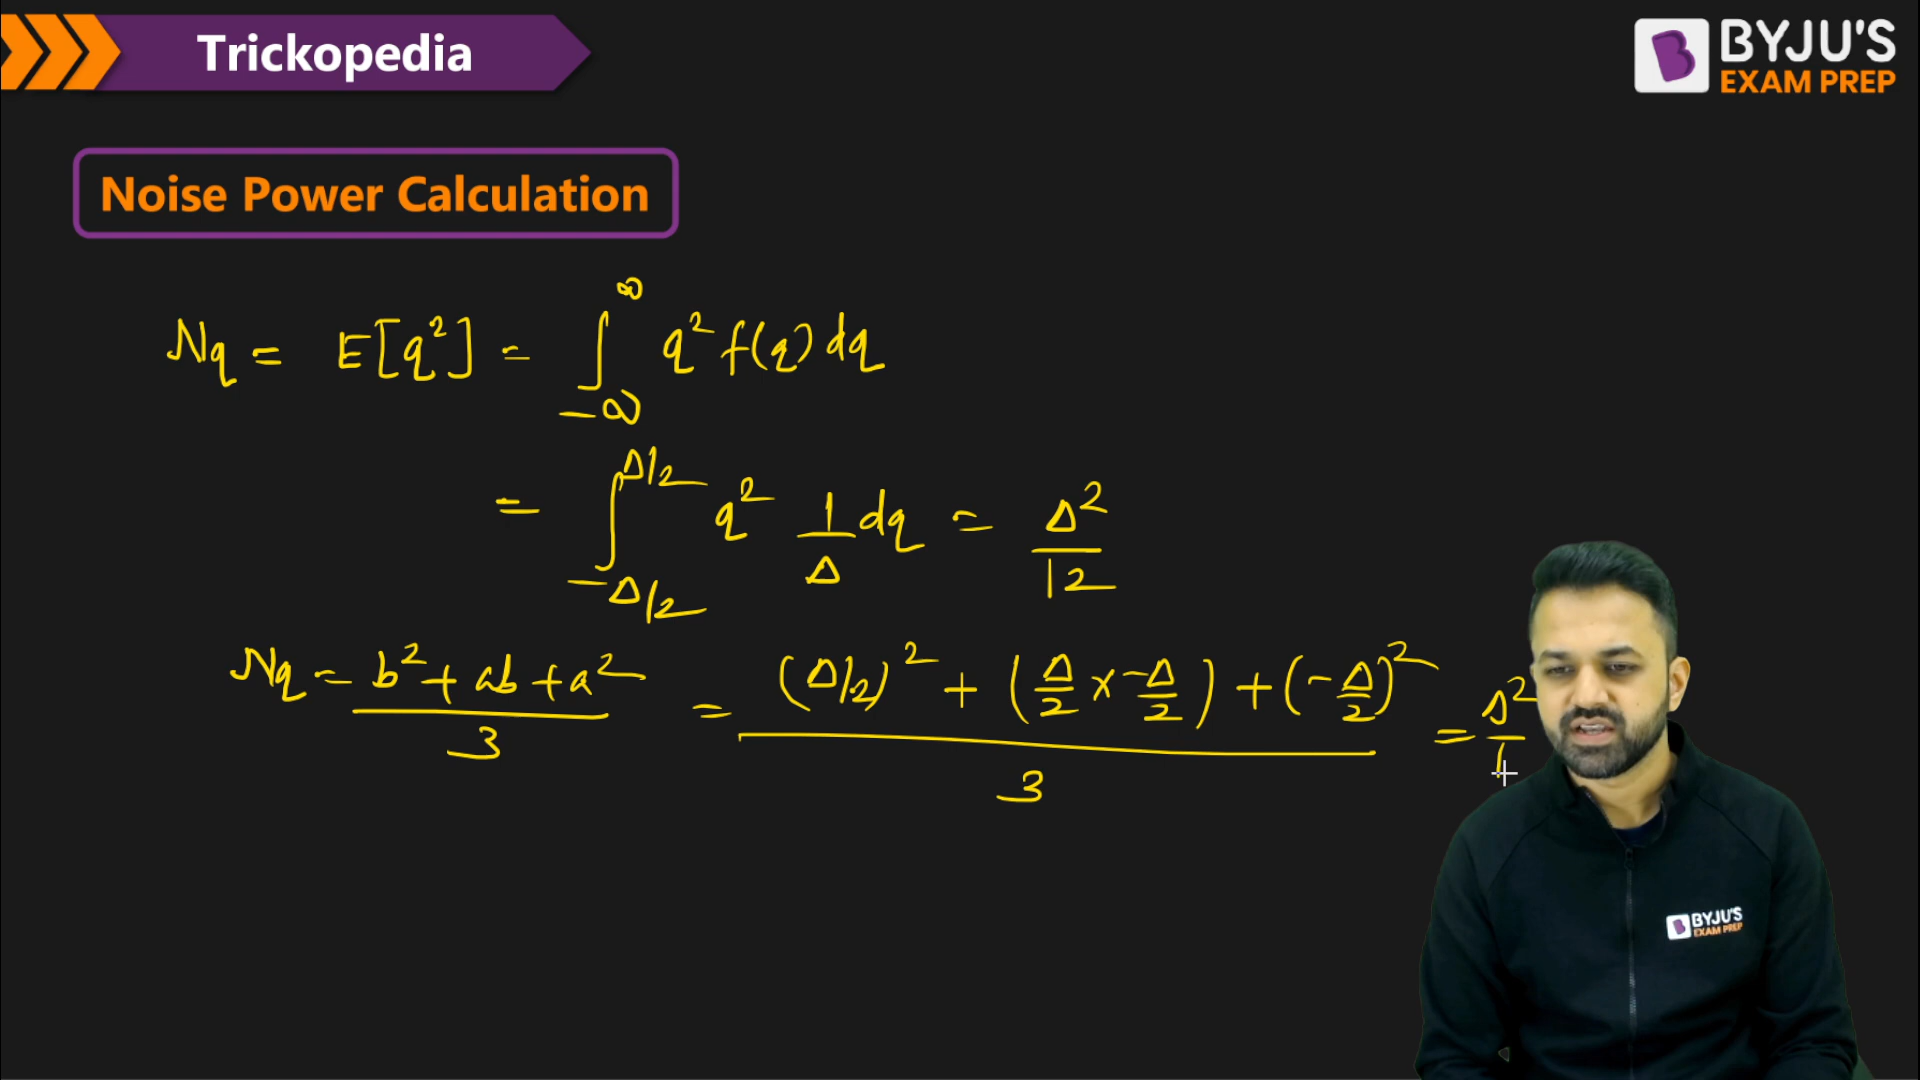 Trickopedia
BYJU'S
EXAM PREP
Noise Power Calculation
Nq = E[q²] = ∫_{-∞}^{∞} q² f(q) dq
= ∫_{-Δ/2}^{Δ/2} q² 1/Δ dq = Δ²/12
Nq = (b² + ab + a²)/3 = ((Δ/2)² + (Δ/2 × -Δ/2) + (-Δ/2)²)/3 = Δ²/1
BYJU'S
EXAM PREP